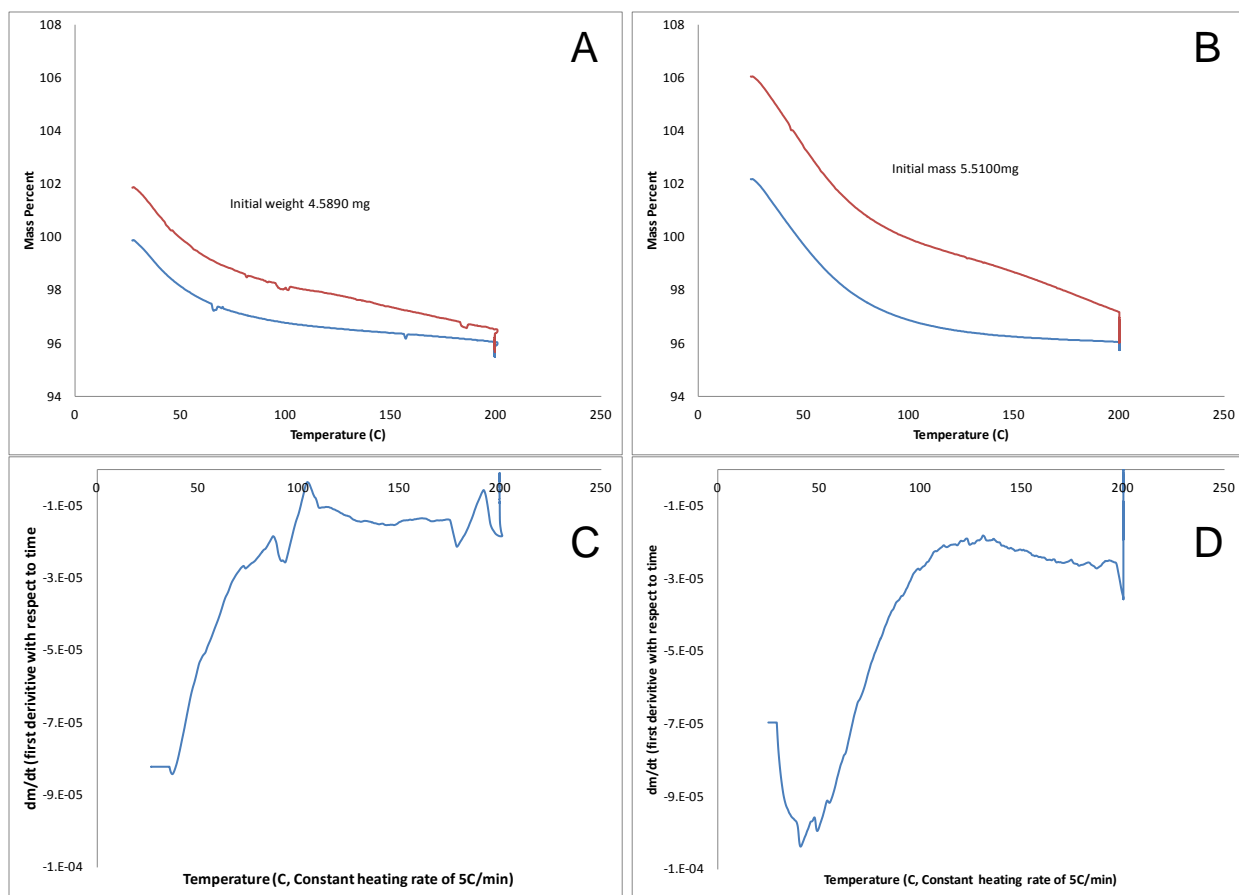 A
108
106
104
102
100
98
96
94
0
50
100
150
200
250
Mass Percent
Temperature (C)
Initial weight 4.5890 mg
B
108
106
104
102
100
98
96
94
0
50
100
150
200
250
Mass Percent
Temperature (C)
Initial mass 5.5100mg
C
0
50
100
150
200
250
-1.E-05
-3.E-05
-5.E-05
-7.E-05
-9.E-05
-1.E-04
dm/dt (first derivitive with respect to time
Temperature (C, Constant heating rate of 5C/min)
D
0
50
100
150
200
250
-1.E-05
-3.E-05
-5.E-05
-7.E-05
-9.E-05
-1.E-04
dm/dt (first derivitive with respect to time
Temperature (C, Constant heating rate of 5C/min)